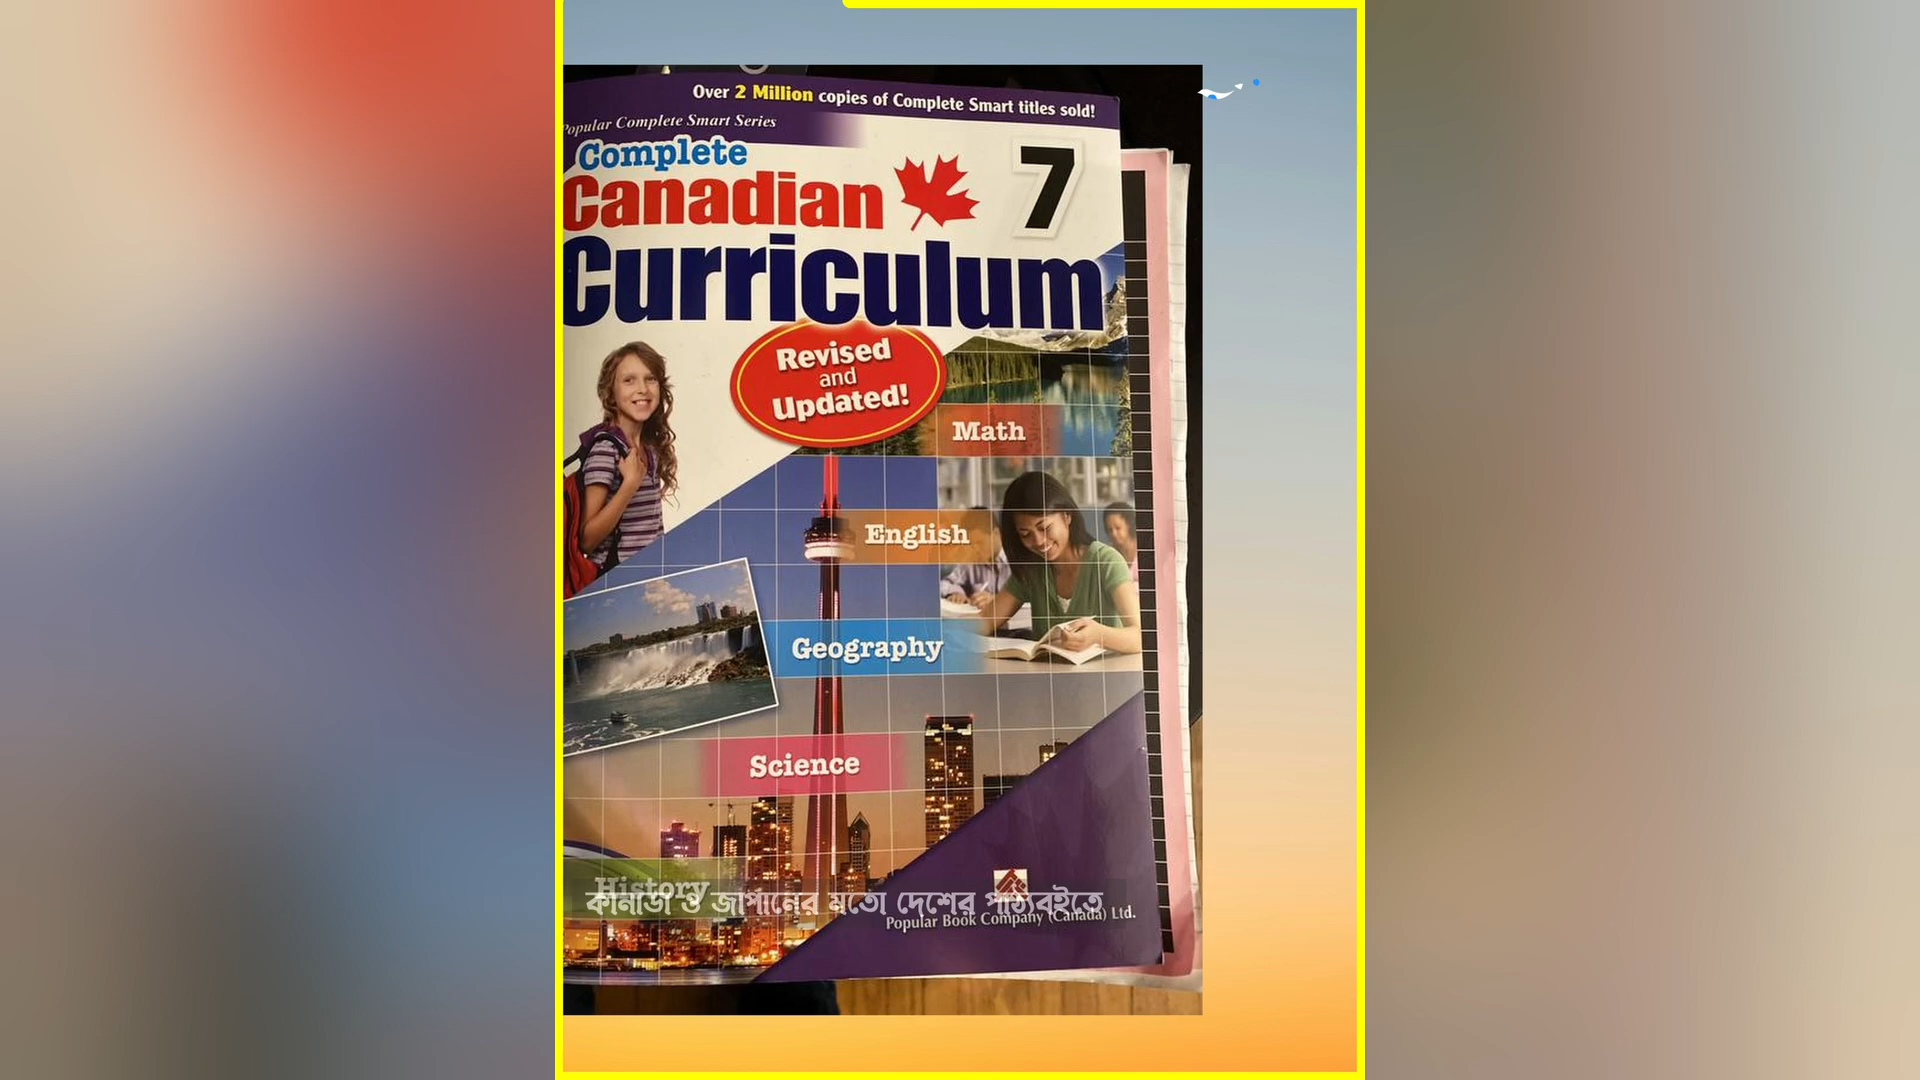 Over 2 Million copies of Complete Smart titles sold!
Popular Complete Smart Series
Complete
Canadian
7
Curriculum
Revised
and
Updated!
Math
English
Geography
Science
History
কানাডা ও জাপানের মতো দেশের পাঠ্যবইতে
Popular Book Company (Canada) Ltd.